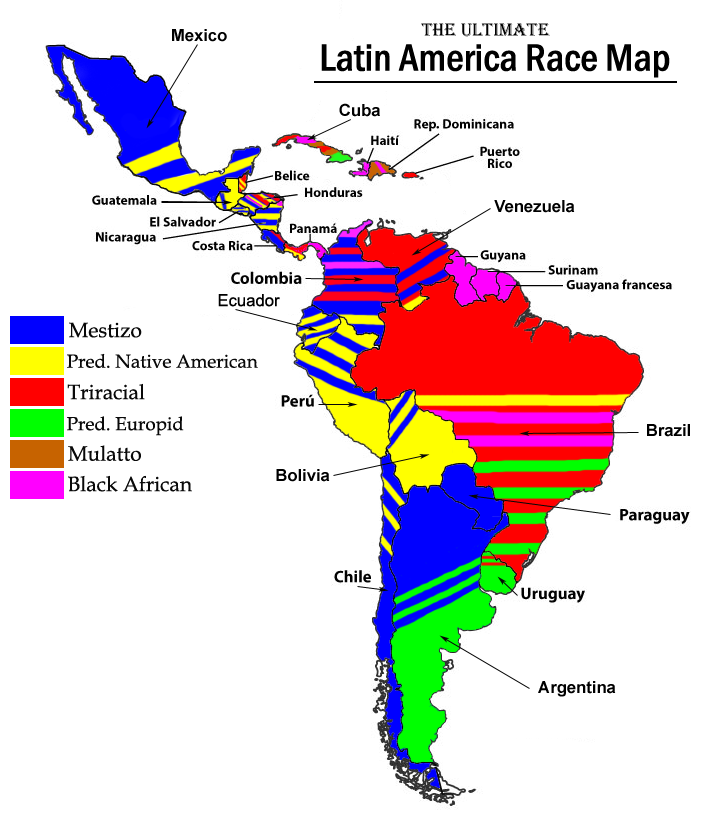 THE ULTIMATE
Latin America Race Map
Mexico
Cuba
Haití
Rep. Dominicana
Puerto
Rico
Belice
Guatemala
Honduras
El Salvador
Nicaragua
Costa Rica
Panamá
Venezuela
Guyana
Surinam
Guayana francesa
Colombia
Ecuador
Mestizo
Pred. Native American
Triracial
Pred. Europid
Mulatto
Black African
Perú
Brazil
Bolivia
Paraguay
Chile
Uruguay
Argentina